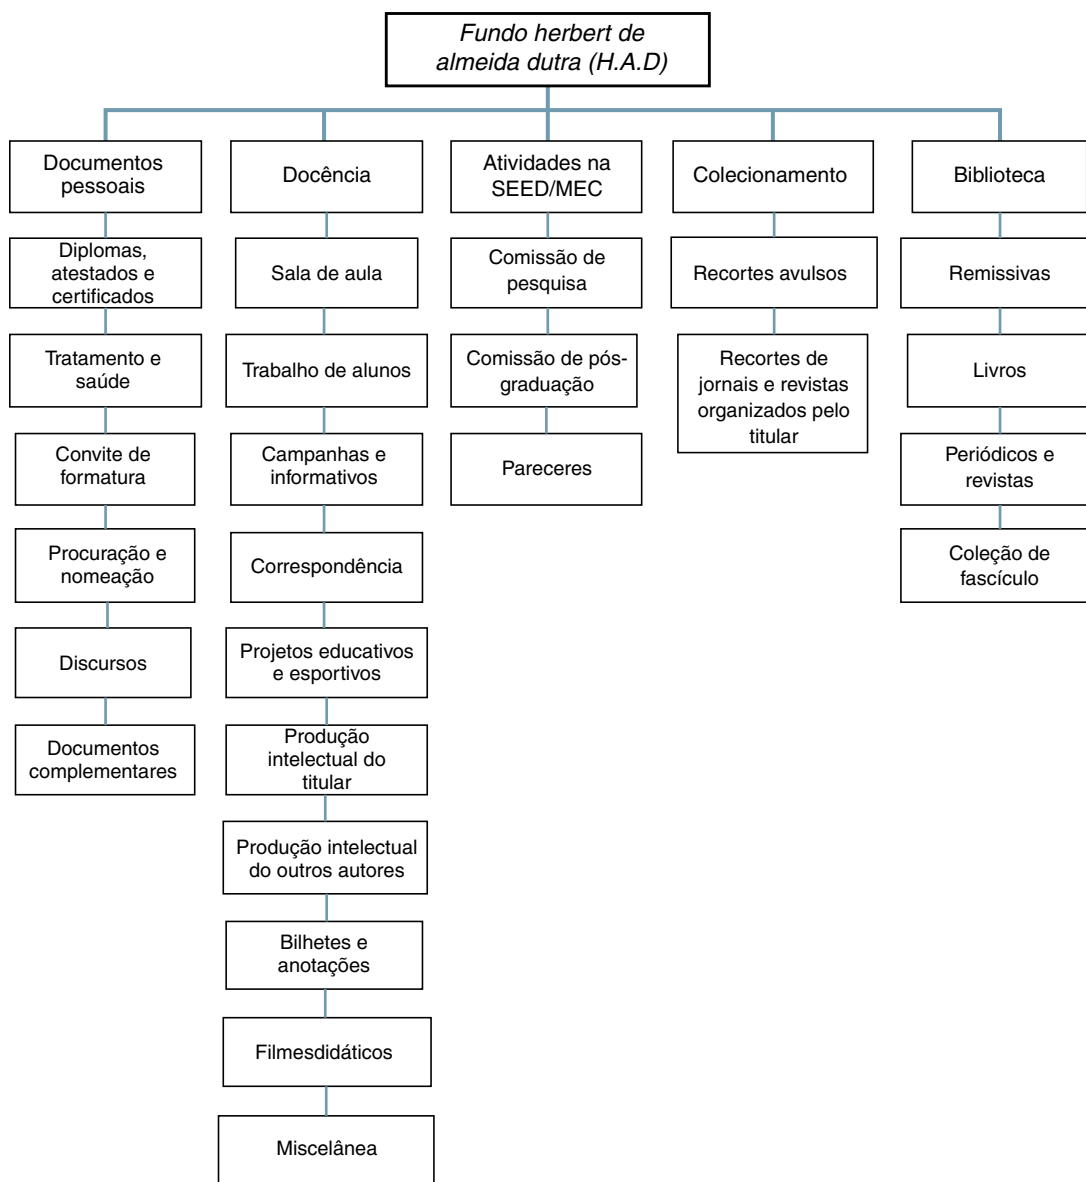 Fundo herbert de
almeida dutra (H.A.D)
Documentos
pessoais
Docência
Atividades na
SEED/MEC
Colecionamento
Biblioteca
Diplomas,
atestados e
certificados
Sala de aula
Comissão de
pesquisa
Recortes avulsos
Remissivas
Tratamento e
saúde
Trabalho de alunos
Comissão de pós-
graduação
Recortes de
jornais e revistas
organizados pelo
titular
Livros
Convite de
formatura
Campanhas e
informativos
Pareceres
Periódicos e
revistas
Procuração e
nomeação
Correspondência
Coleção de
fascículo
Discursos
Projetos educativos
e esportivos
Documentos
complementares
Produção
intelectual do
titular
Produção intelectual
do outros autores
Bilhetes e
anotações
Filmesdidáticos
Miscelânea